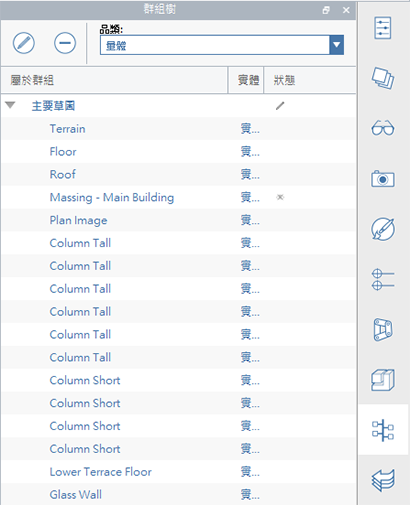 群組樹
品類:
量體
屬於群組 實體 狀態
主要草圖
Terrain 實...
Floor 實...
Roof 實...
Massing - Main Building 實...
Plan Image 實...
Column Tall 實...
Column Tall 實...
Column Tall 實...
Column Tall 實...
Column Tall 實...
Column Tall 實...
Column Short 實...
Column Short 實...
Column Short 實...
Column Short 實...
Lower Terrace Floor 實...
Glass Wall 實...